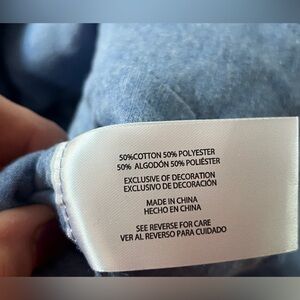 50%COTTON 50% POLYESTER
50% ALGODÓN 50% POLIÉSTER
EXCLUSIVE OF DECORATION
EXCLUSIVO DE DECORACIÓN
MADE IN CHINA
HECHO EN CHINA
SEE REVERSE FOR CARE
VER AL REVERSO PARA CUIDADO